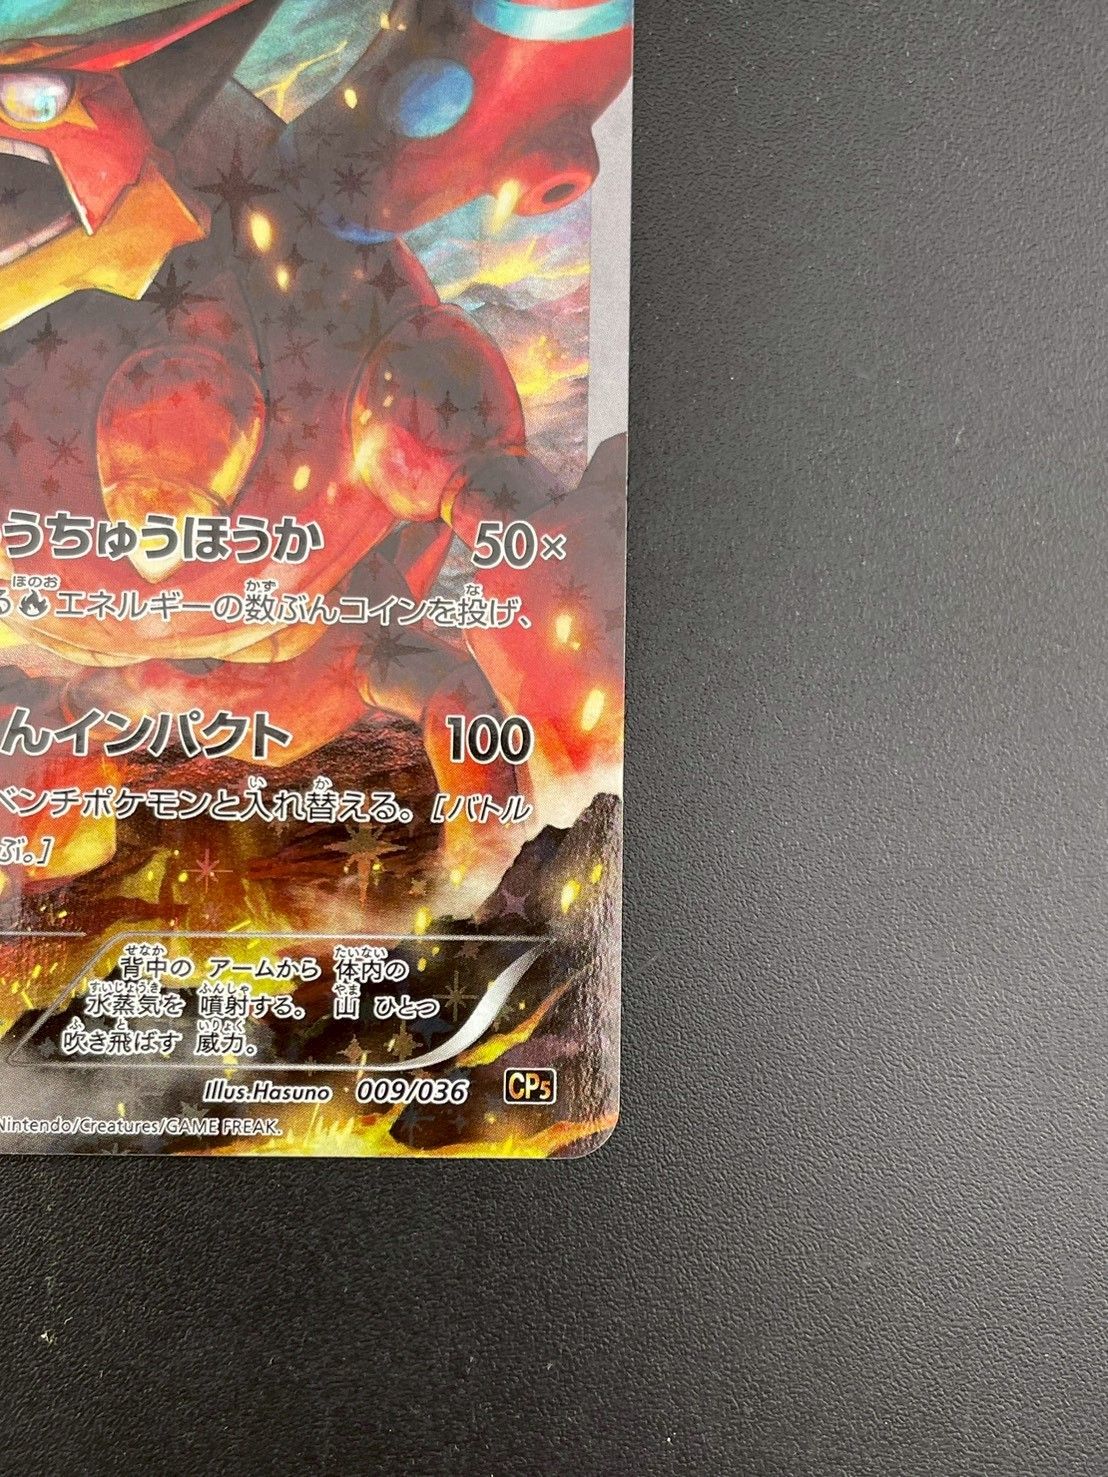 うちゅうほうか 50×
る エネルギーの数ぶんコインを投げ、
んインパクト 100
ベンチポケモンと入れ替える。[バトル
ぶ。]
背中の アームから 体内の
水蒸気を 噴射する。 山 ひとつ
吹き飛ばす 威力。
Illus.Hasuno 009/036 CP5
Nintendo/Creatures/GAME FREAK.